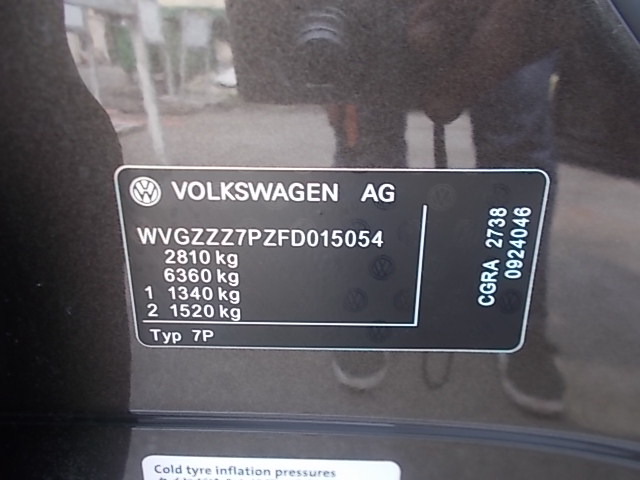 VOLKSWAGEN AG
WVGZZZ7PZFD015054
2810 kg
6360 kg
1 1340 kg
2 1520 kg
Typ 7P
CGRA 2738
0924046
Cold tyre inflation pressures